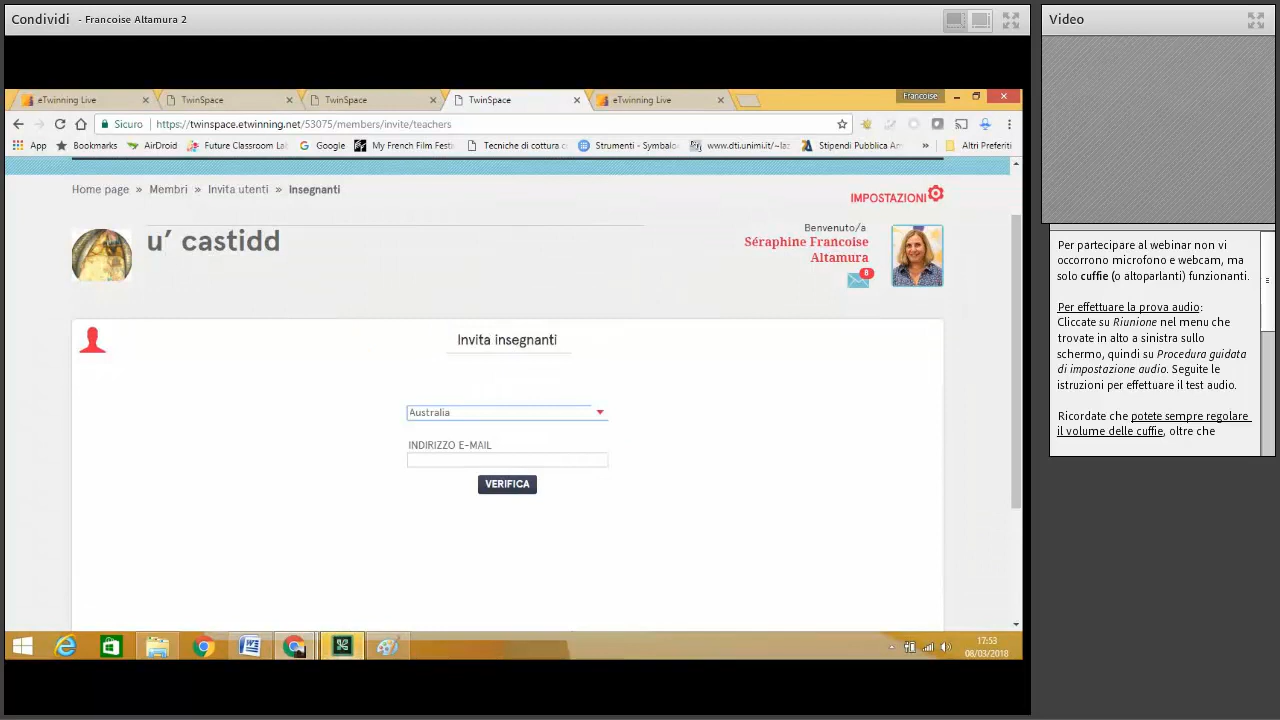 Condividi - Francoise Altamura 2
eTwinning Live
TwinSpace
TwinSpace
TwinSpace
eTwinning Live
Francoise
Sicuro
https://twinspace.etwinning.net/53075/members/invite/teachers
App
Bookmarks
AirDroid
Future Classroom Lab
Google
My French Film Festi
Tecniche di cottura c
Strumenti - Symbalo
www.dti.unimi.it/~la
Stipendi Pubblica Am
»
Altri Preferiti
Home page » Membri » Invita utenti » Insegnanti
IMPOSTAZIONI
u' castidd
Benvenuto/a
Séraphine Francoise
Altamura
8
Invita insegnanti
Australia
INDIRIZZO E-MAIL
VERIFICA
17:53
08/03/2018
Video
Per partecipare al webinar non vi
occorrono microfono e webcam, ma
solo cuffie (o altoparlanti) funzionanti.
Per effettuare la prova audio:
Cliccate su Riunione nel menu che
trovate in alto a sinistra sullo
schermo, quindi su Procedura guidata
di impostazione audio. Seguite le
istruzioni per effettuare il test audio.
Ricordate che potete sempre regolare
il volume delle cuffie, oltre che